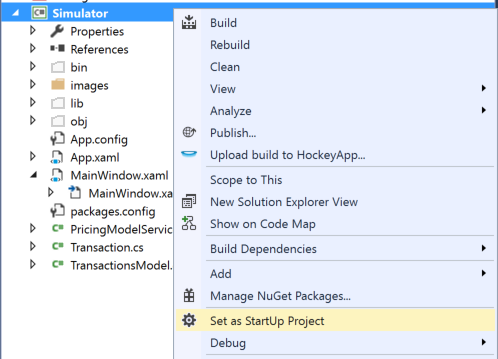 Simulator
Properties
References
bin
images
lib
obj
App.config
App.xaml
MainWindow.xaml
MainWindow.xa
packages.config
PricingModelServic
Transaction.cs
TransactionsModel.
Build
Rebuild
Clean
View
Analyze
Publish...
Upload build to HockeyApp...
Scope to This
New Solution Explorer View
Show on Code Map
Build Dependencies
Add
Manage NuGet Packages...
Set as StartUp Project
Debug